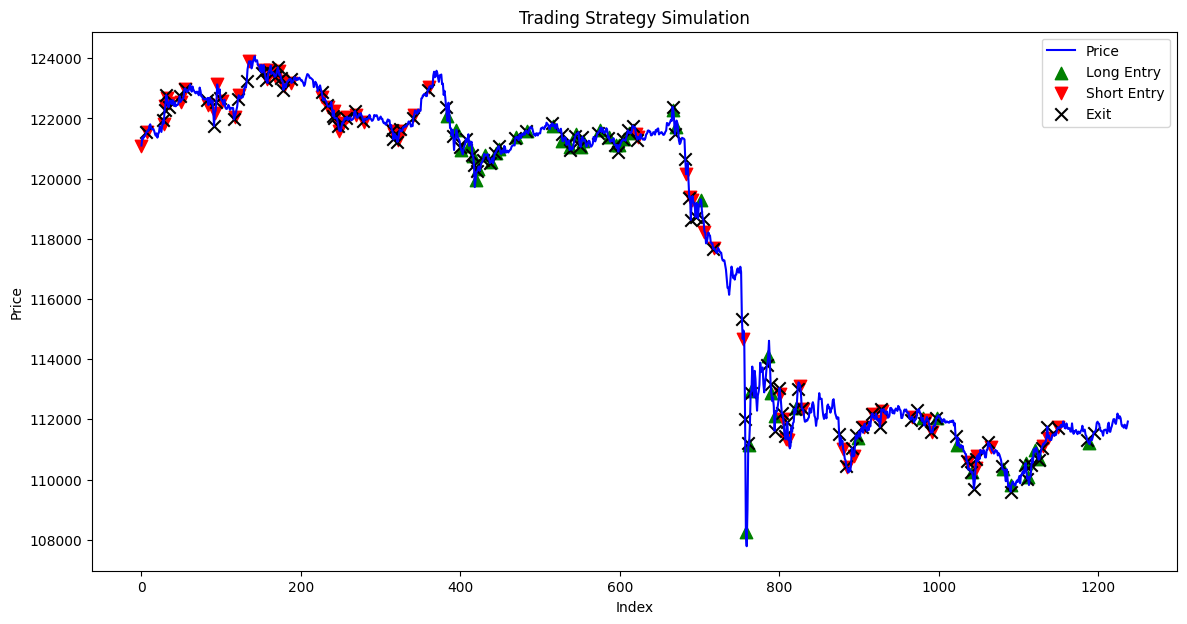 Trading Strategy Simulation
Price
Long Entry
Short Entry
Exit
124000
122000
120000
118000
116000
114000
112000
110000
108000
Price
0 200 400 600 800 1000 1200
Index